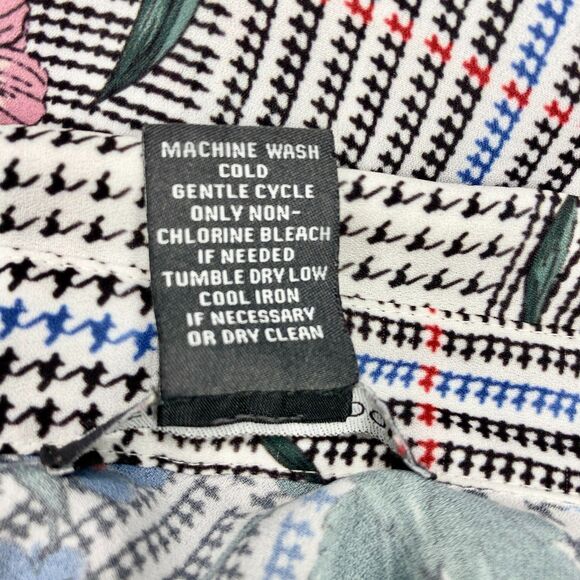 MACHINE WASH
COLD
GENTLE CYCLE
ONLY NON-
CHLORINE BLEACH
IF NEEDED
TUMBLE DRY LOW
COOL IRON
IF NECESSARY
OR DRY CLEAN